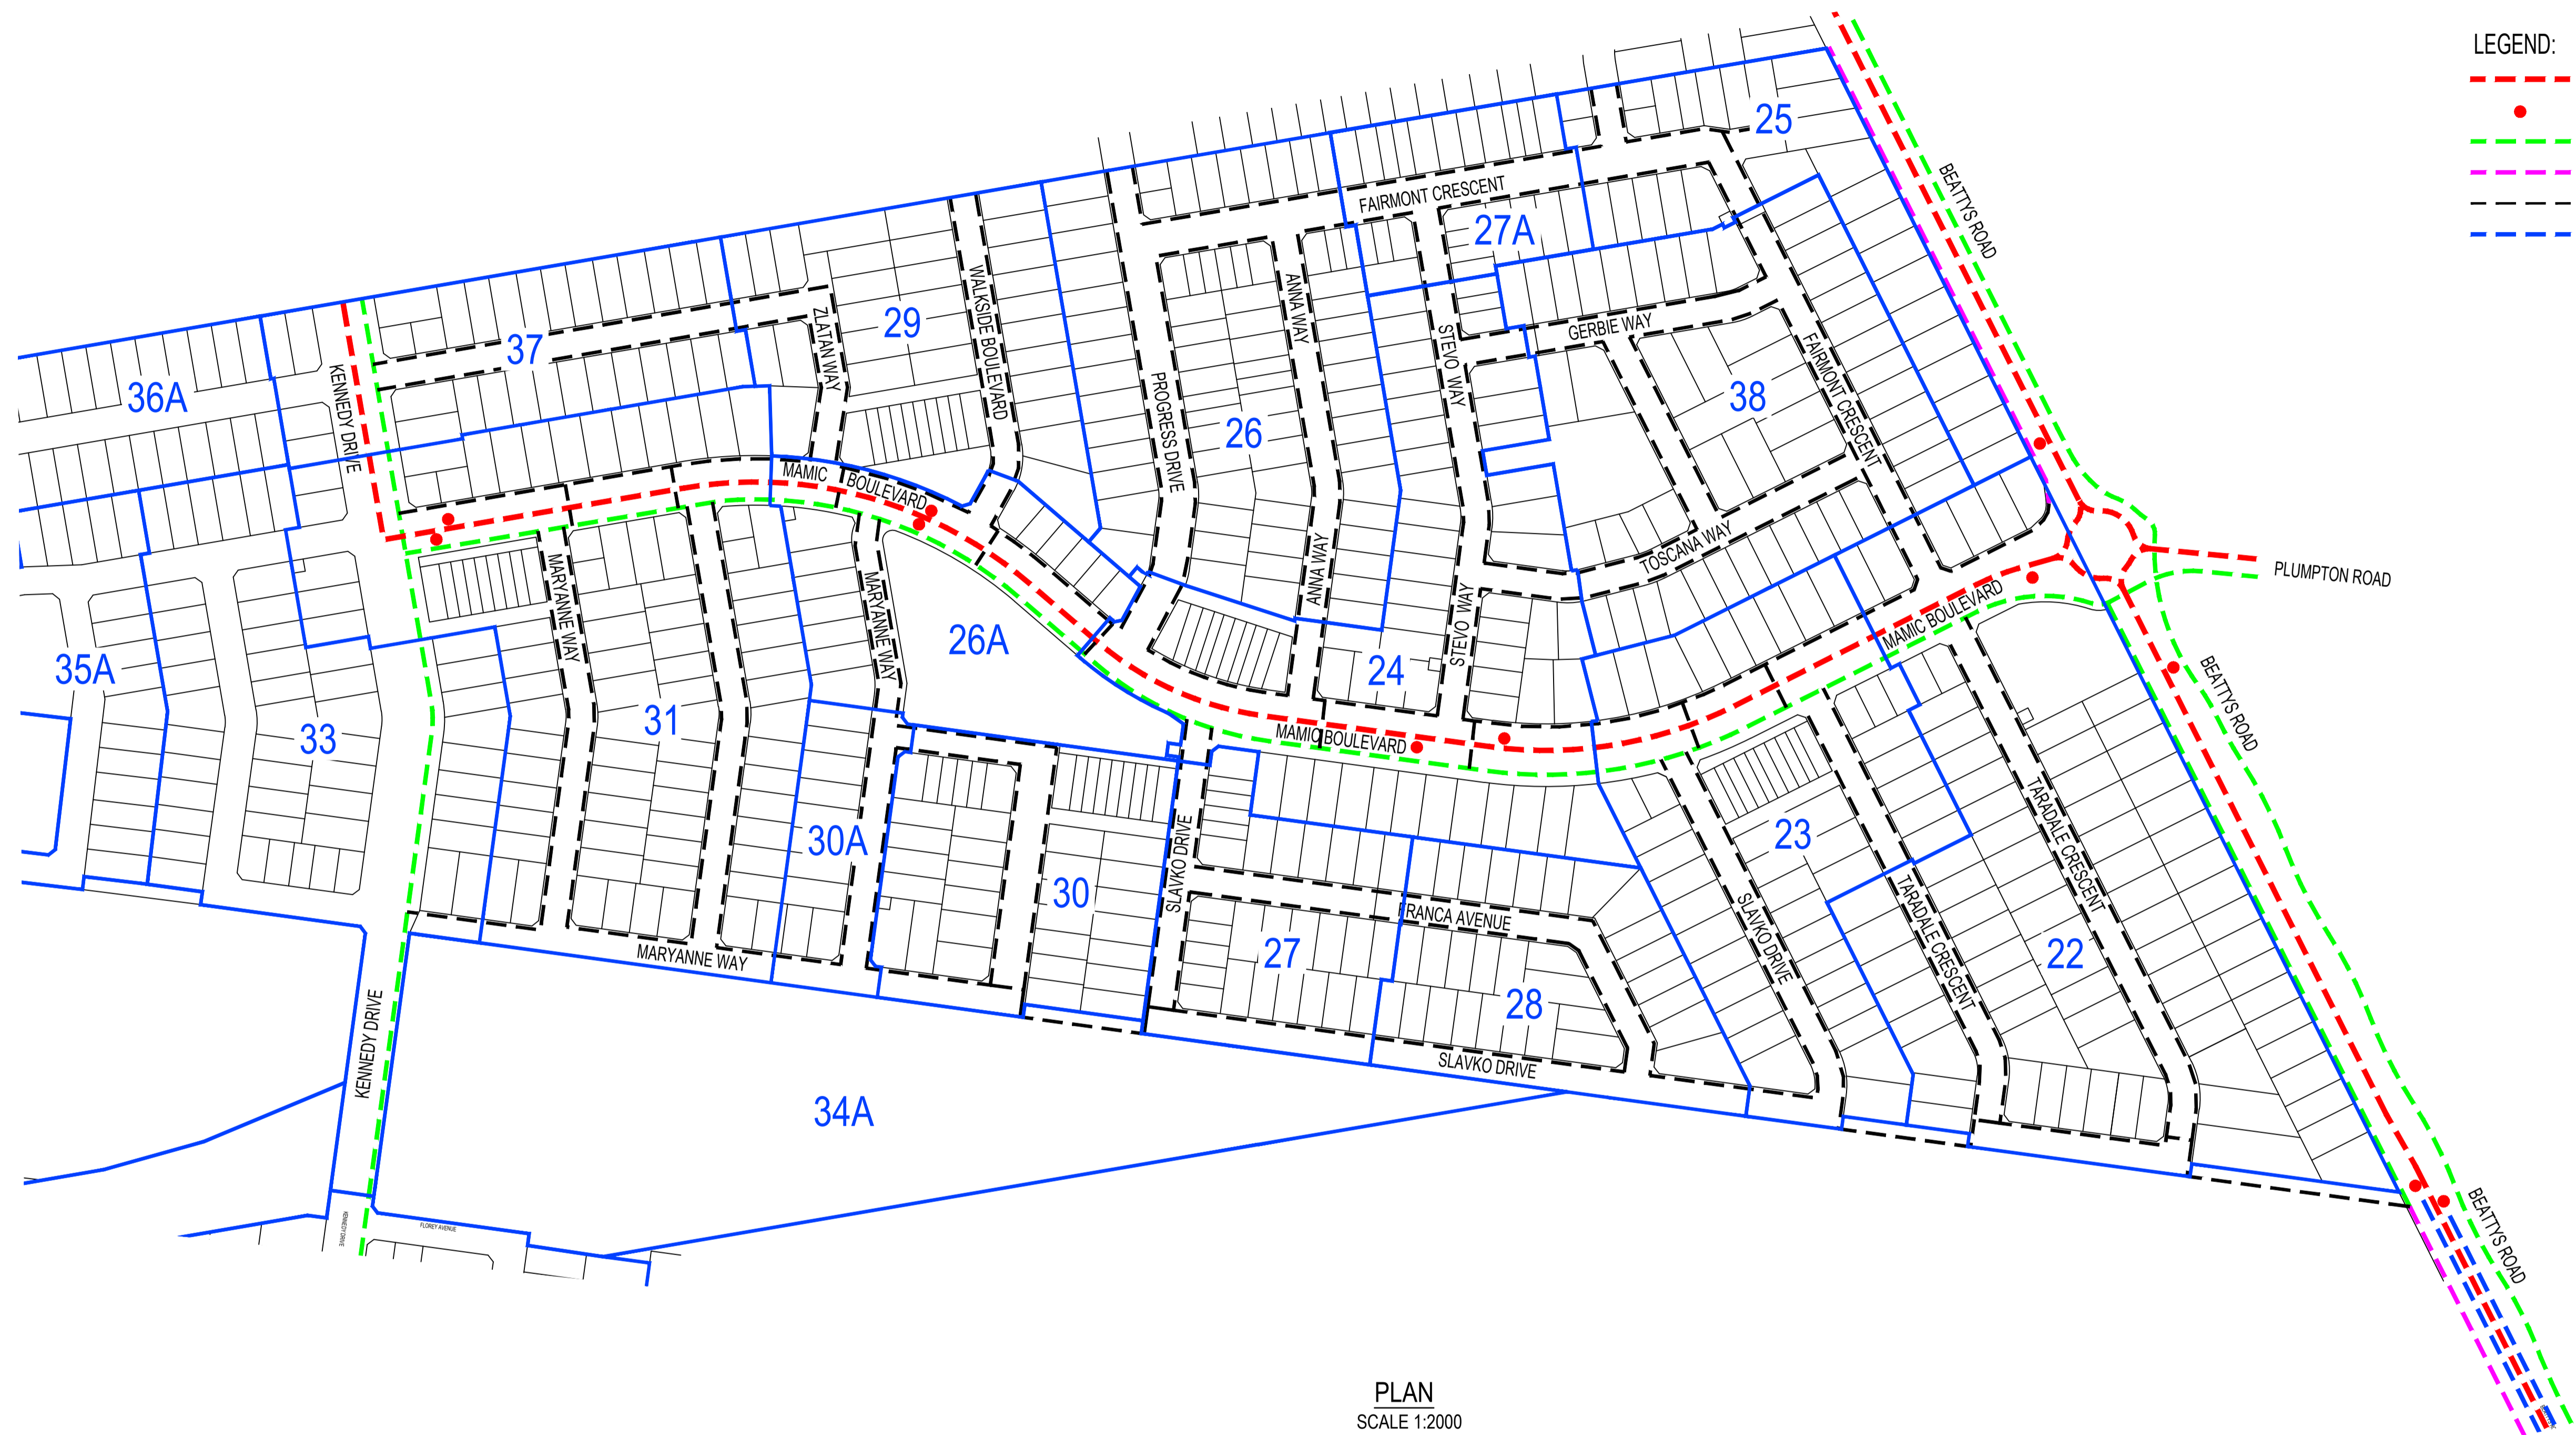 LEGEND:
25
BEATTYS ROAD
FAIRMONT CRESCENT
27A
WALKSIDE BOULEVARD
ANNA WAY
29
ZLATAN WAY
37
GERBIE WAY
STEVO WAY
FAIRMONT CRESCENT
36A
KENNEDY DRIVE
PROGRESS DRIVE
26
38
MAMIC BOULEVARD
TOSCANA WAY
PLUMPTON ROAD
MARYANNE WAY
MARYANNE WAY
ANNA WAY
STEVO WAY
MAMIC BOULEVARD
26A
24
35A
33
31
BEATTYS ROAD
MAMIC BOULEVARD
30A
SLAVKO DRIVE
23
TARADALE CRESCENT
30
FRANCA AVENUE
SLAVKO DRIVE
TARADALE CRESCENT
27
22
MARYANNE WAY
28
KENNEDY DRIVE
SLAVKO DRIVE
34A
KENNEDY DRIVE
FLOREY AVENUE
BEATTYS ROAD
PLAN
SCALE 1:2000